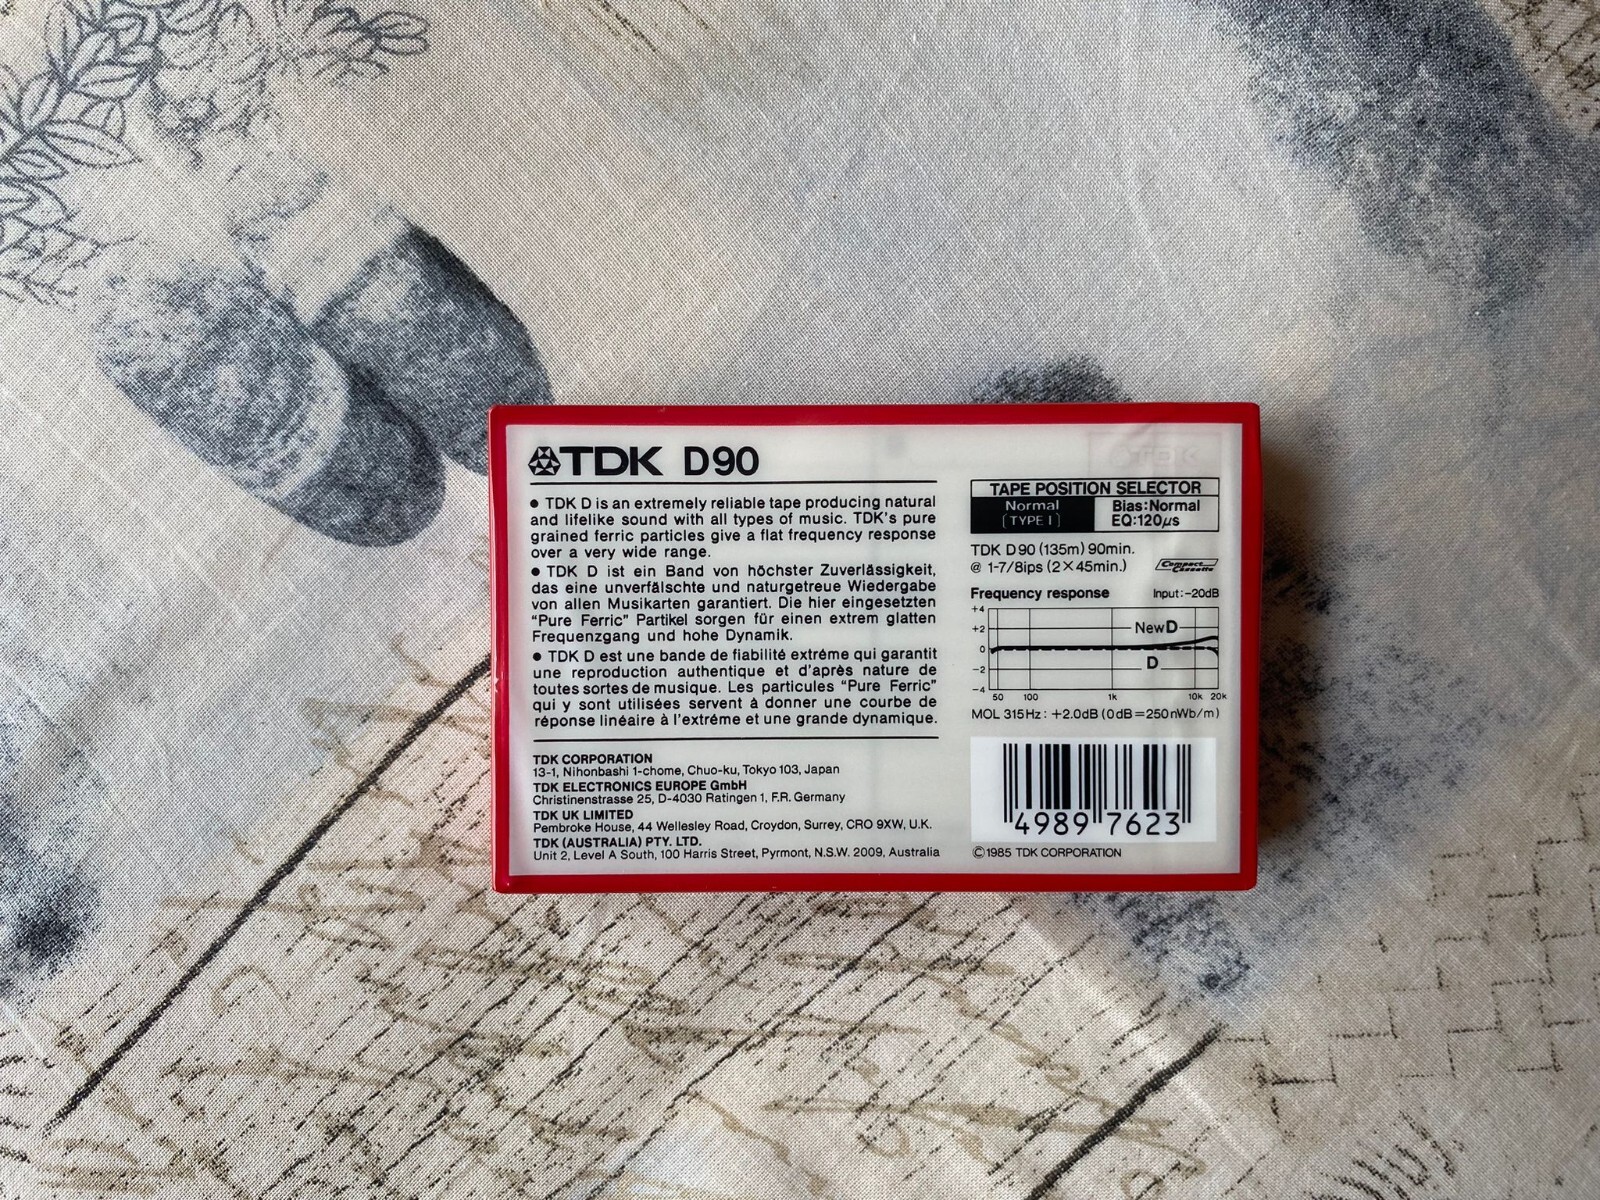 TDK D90
● TDK D is an extremely reliable tape producing natural
and lifelike sound with all types of music. TDK's pure
grained ferric particles give a flat frequency response
over a very wide range.
● TDK D ist ein Band von höchster Zuverlässigkeit,
das eine unverfälschte und naturgetreue Wiedergabe
von allen Musikarten garantiert. Die hier eingesetzten
“Pure Ferric” Partikel sorgen für einen extrem glatten
Frequenzgang und hohe Dynamik.
● TDK D est une bande de fiabilité extréme qui garantit
une reproduction authentique et d'après nature de
toutes sortes de musique. Les particules “Pure Ferric”
qui y sont utilisées servent à donner une courbe de
réponse linéaire à l'extréme et une grande dynamique.
TDK CORPORATION
13-1, Nihonbashi 1-chome, Chuo-ku, Tokyo 103, Japan
TDK ELECTRONICS EUROPE GmbH
Christinenstrasse 25, D-4030 Ratingen 1, F.R. Germany
TDK UK LIMITED
Pembroke House, 44 Wellesley Road, Croydon, Surrey, CRO 9XW, U.K.
TDK (AUSTRALIA) PTY. LTD.
Unit 2, Level A South, 100 Harris Street, Pyrmont, N.S.W. 2009, Australia
TAPE POSITION SELECTOR
Normal Bias:Normal
(TYPE I) EQ:120μs
TDK D90 (135m) 90min.
@ 1-7/8ips (2×45min.) Compact Cassette
Frequency response Input:-20dB
+4
+2 New D
0
-2 D
-4
50 100 1k 10k 20k
MOL 315Hz: +2.0dB (0dB=250nWb/m)
4989 7623
©1985 TDK CORPORATION